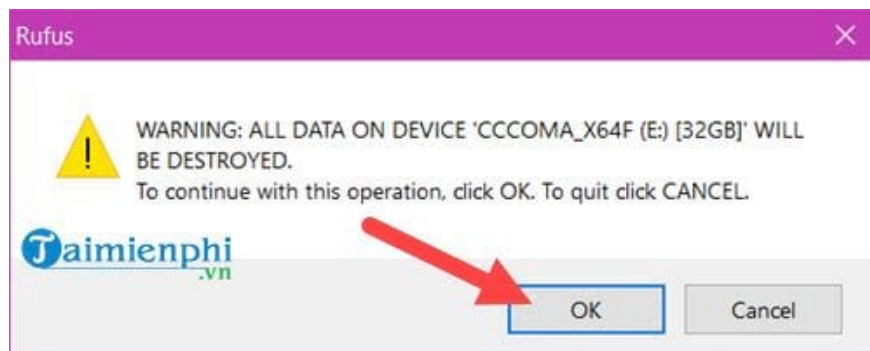 Rufus
WARNING: ALL DATA ON DEVICE 'CCCOMA_X64F (E:) [32GB]' WILL
BE DESTROYED.
To continue with this operation, click OK. To quit click CANCEL.
Taimienphi
.vn
OK
Cancel